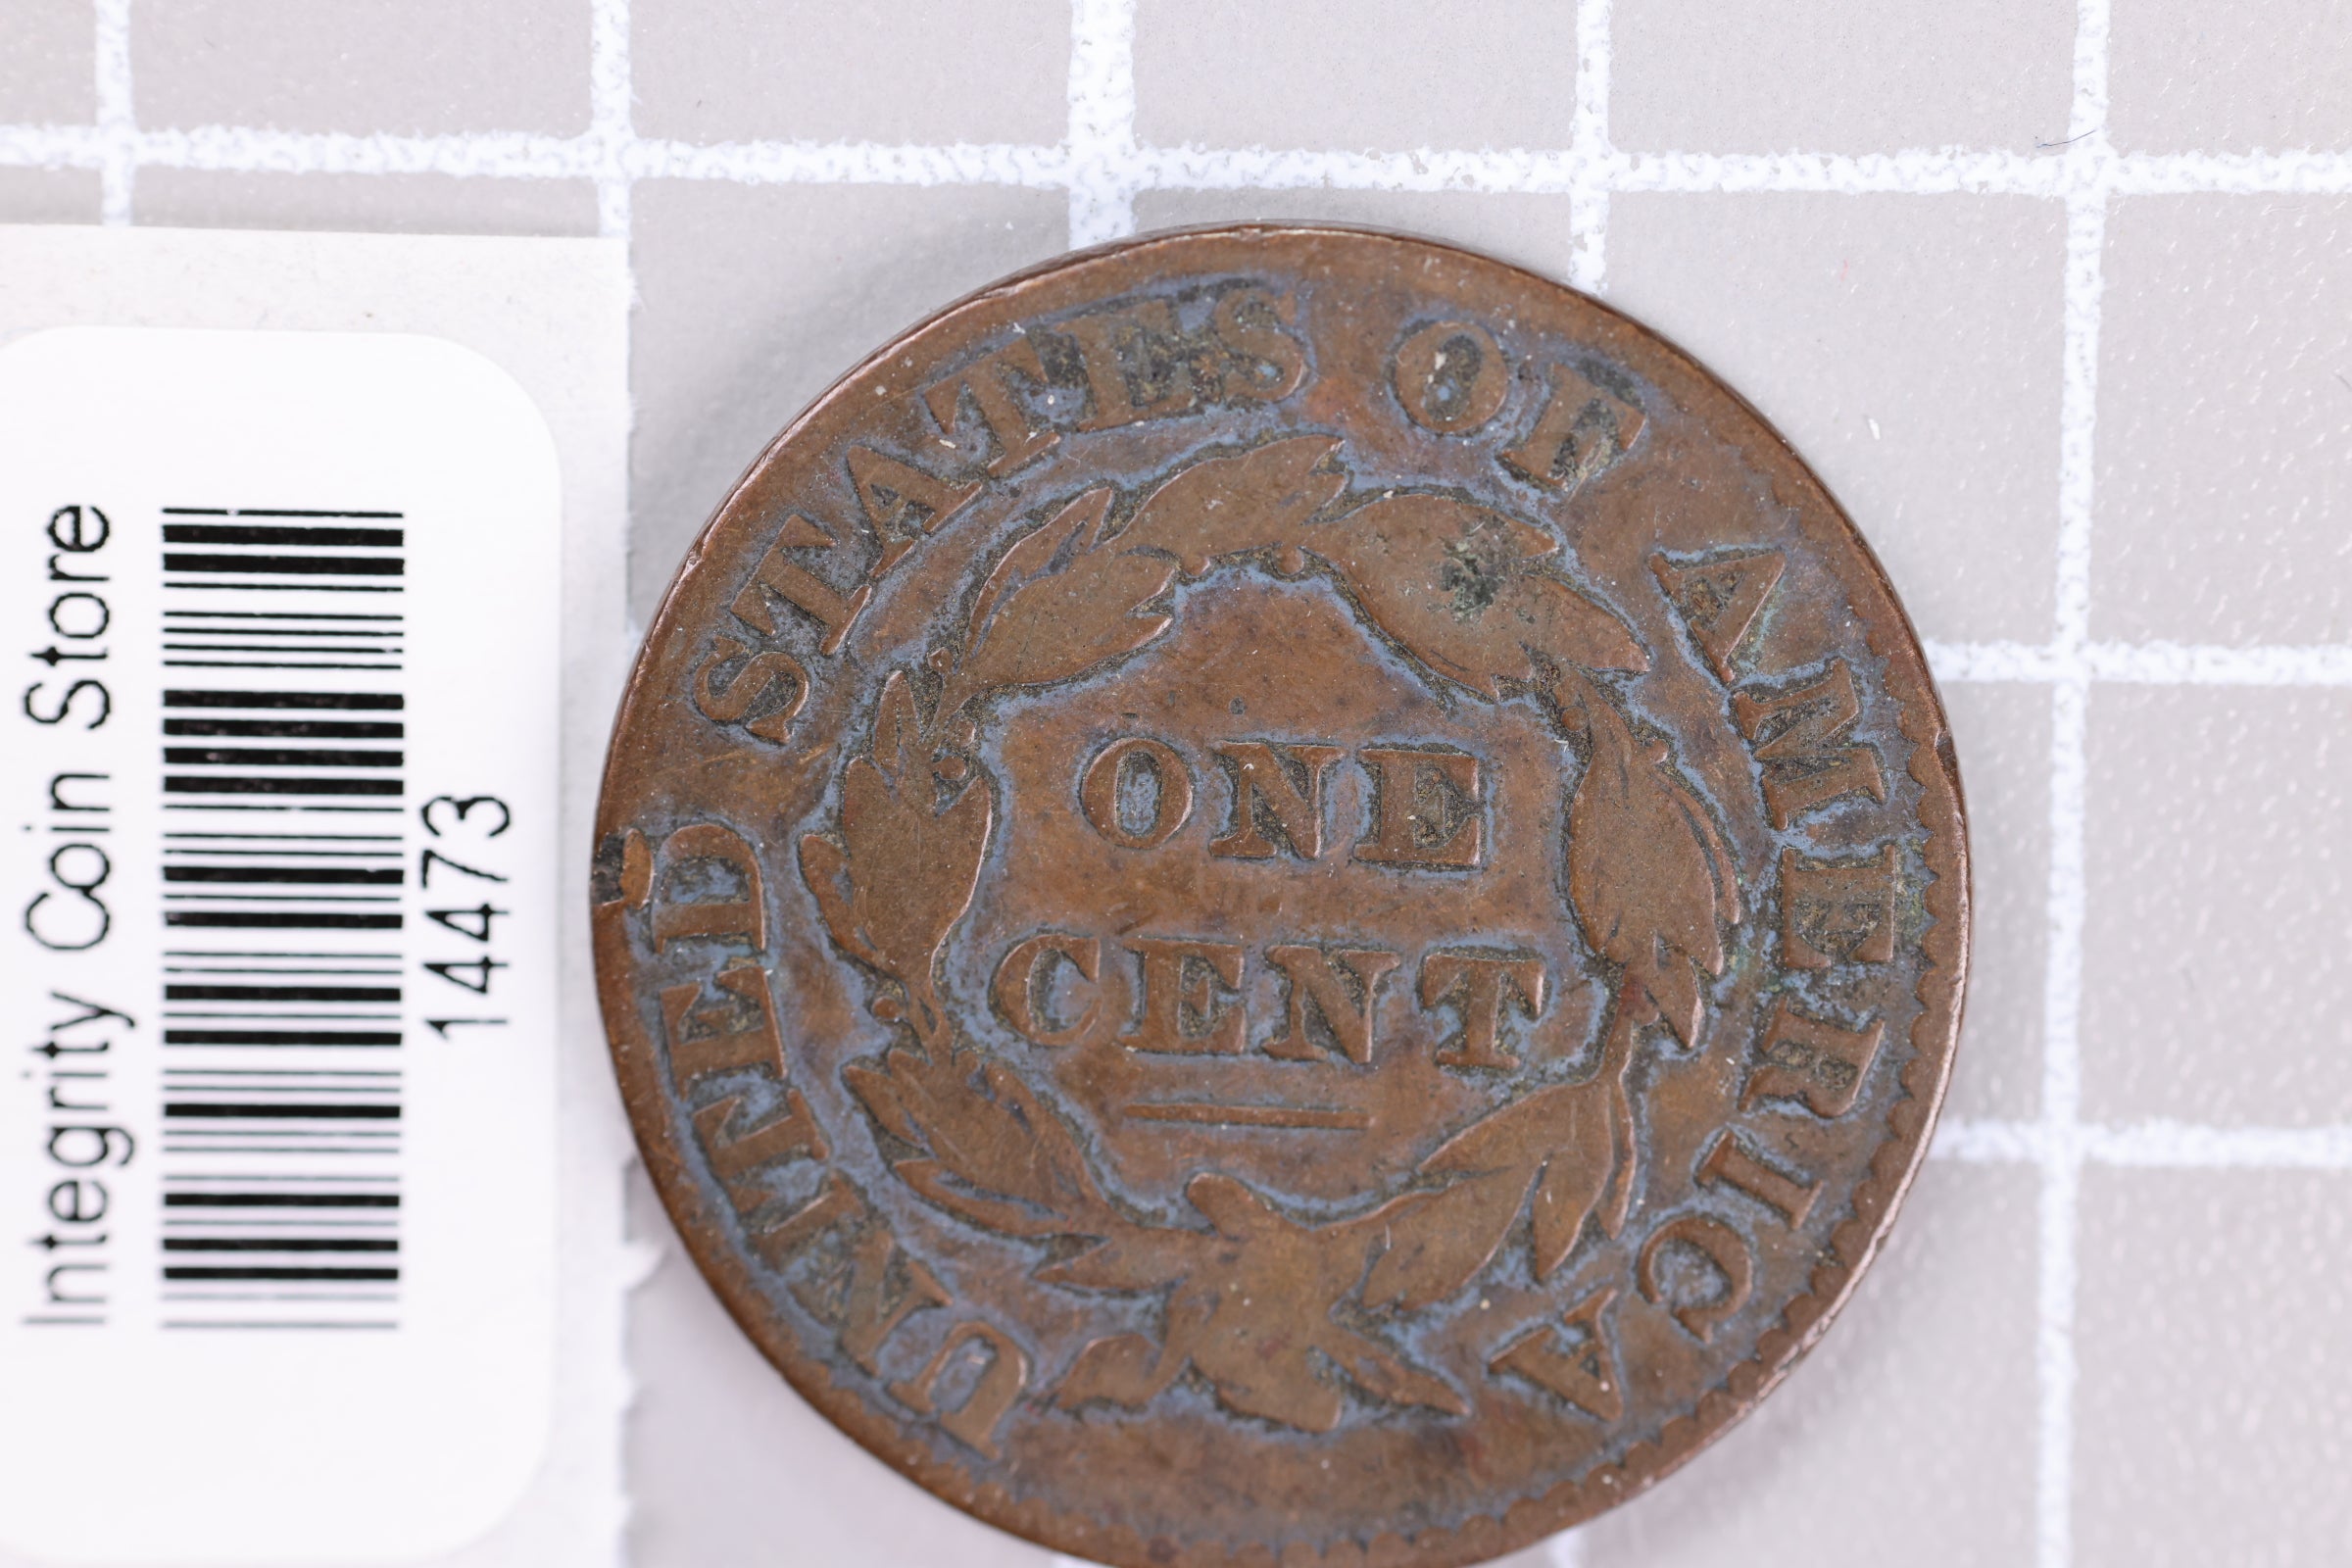 Integrity Coin Store
14473
UNITED STATES OF AMERICA
ONE
CENT